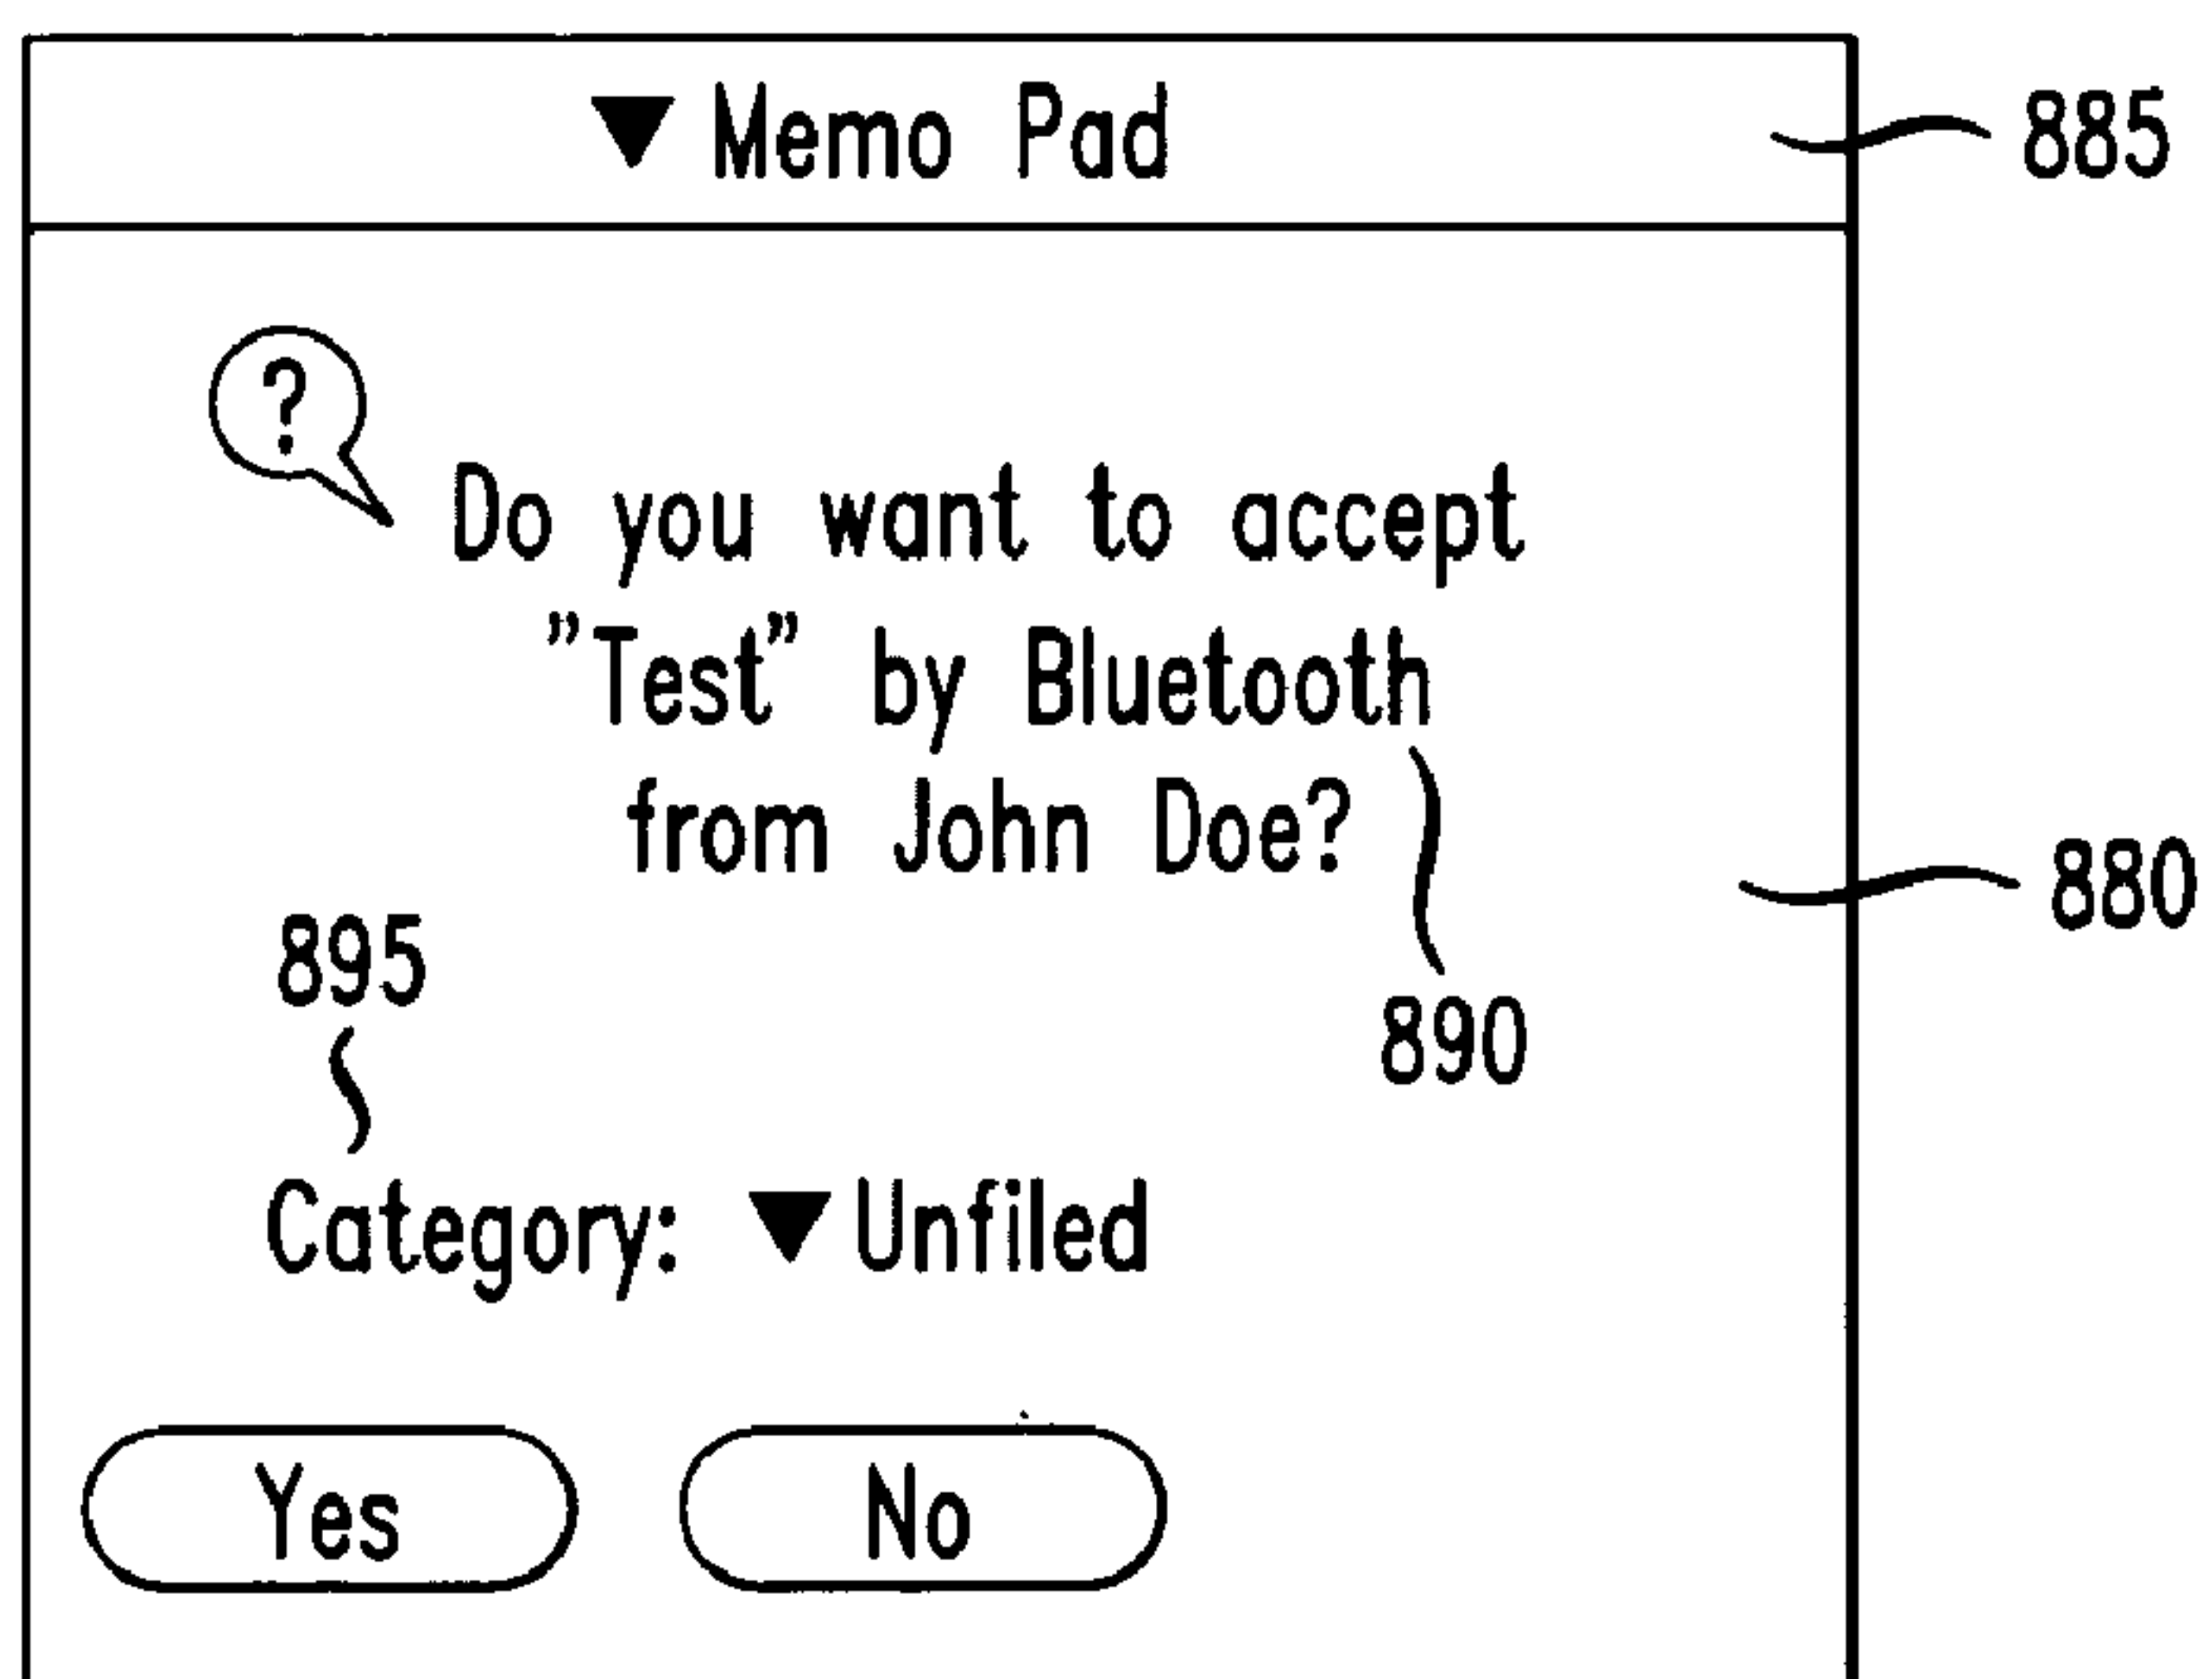 ▼ Memo Pad
885
?
Do you want to accept
"Test" by Bluetooth
from John Doe?
880
895
890
Category: ▼ Unfiled
Yes
No